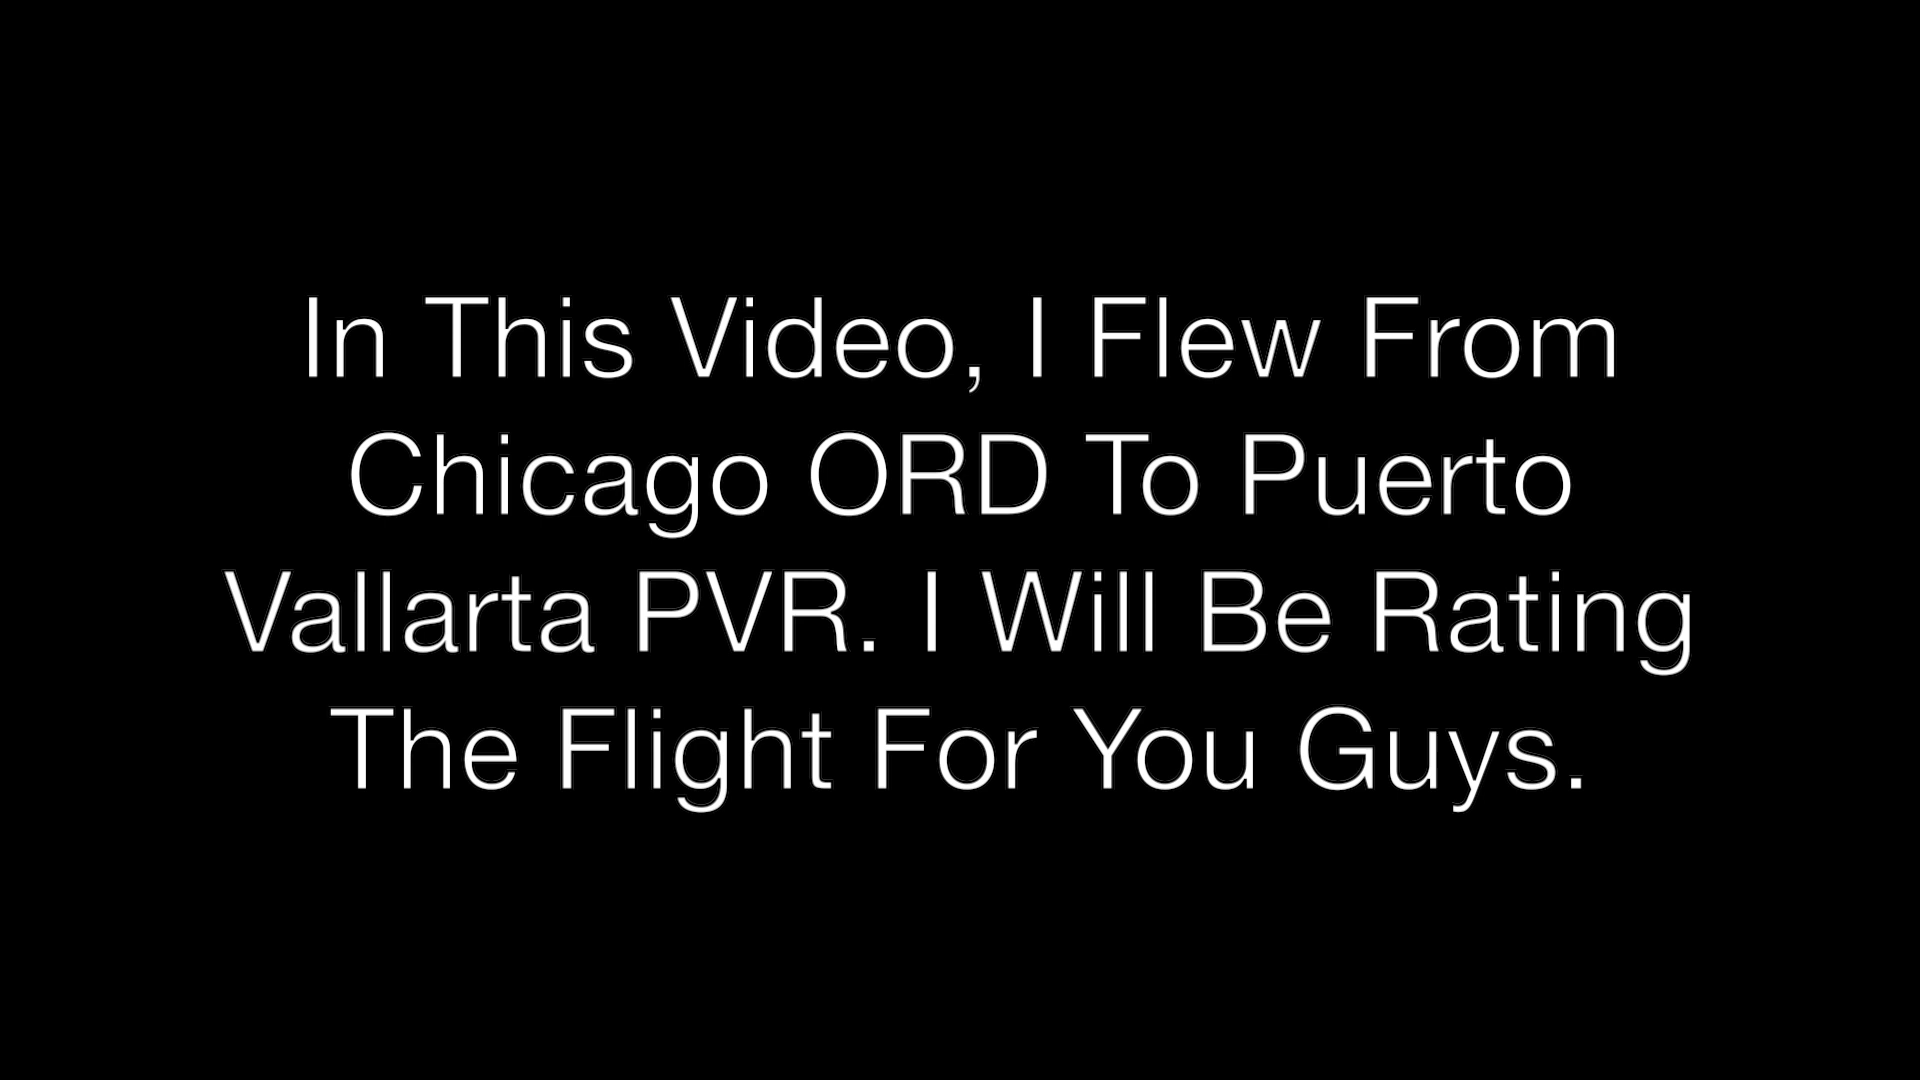 In This Video, I Flew From
Chicago ORD To Puerto
Vallarta PVR. I Will Be Rating
The Flight For You Guys.